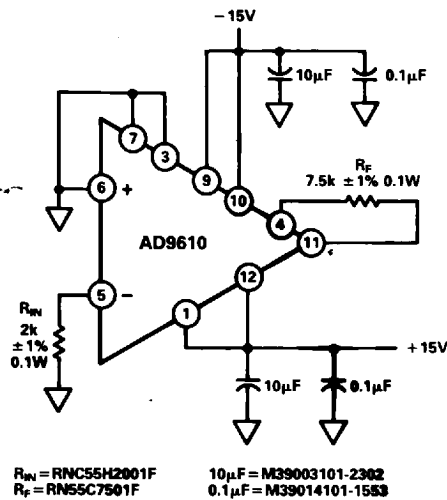 −15V
10μF
0.1μF
7
3
9
10
4
11
6
+
RF
7.5k ±1% 0.1W
AD9610
5
−
12
1
RIN
2k
±1%
0.1W
+15V
10μF
0.1μF
RIN = RNC55H2001F
RF = RN55C7501F
10μF = M39003101-2302
0.1μF = M39014101-1553